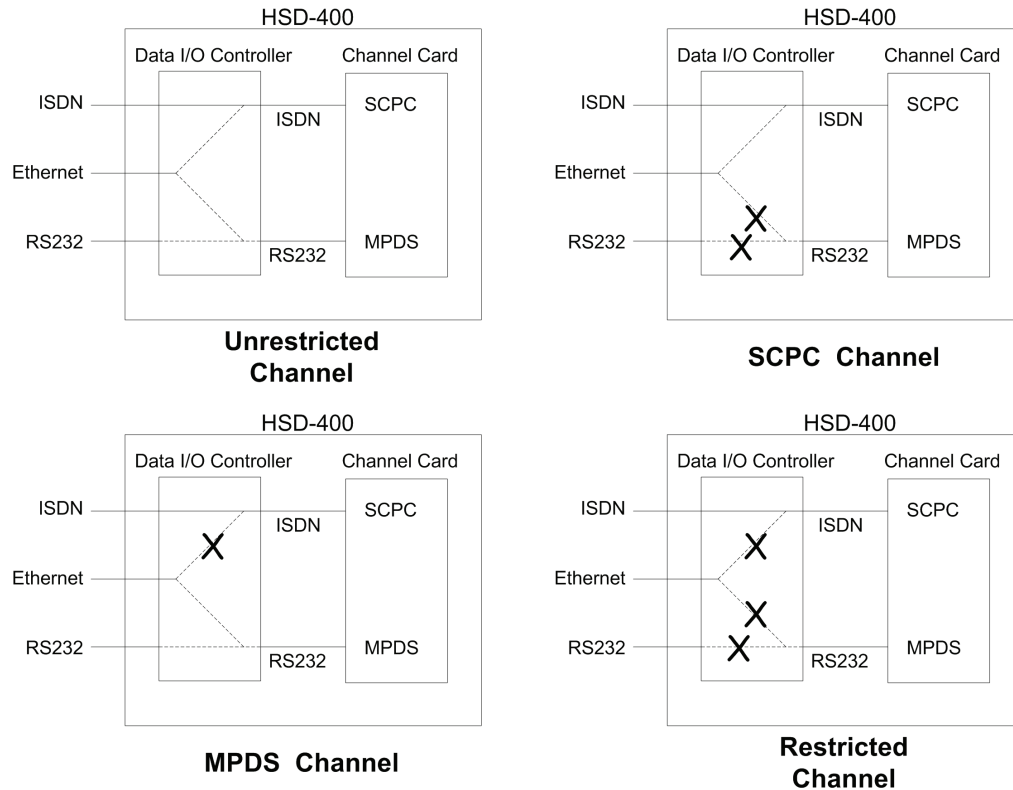 HSD-400
Data I/O Controller
Channel Card
ISDN
SCPC
ISDN
Ethernet
RS232
MPDS
RS232
Unrestricted
Channel
HSD-400
Data I/O Controller
Channel Card
ISDN
SCPC
ISDN
Ethernet
RS232
MPDS
RS232
SCPC Channel
HSD-400
Data I/O Controller
Channel Card
ISDN
SCPC
ISDN
Ethernet
RS232
MPDS
RS232
MPDS Channel
HSD-400
Data I/O Controller
Channel Card
ISDN
SCPC
ISDN
Ethernet
RS232
MPDS
RS232
Restricted
Channel